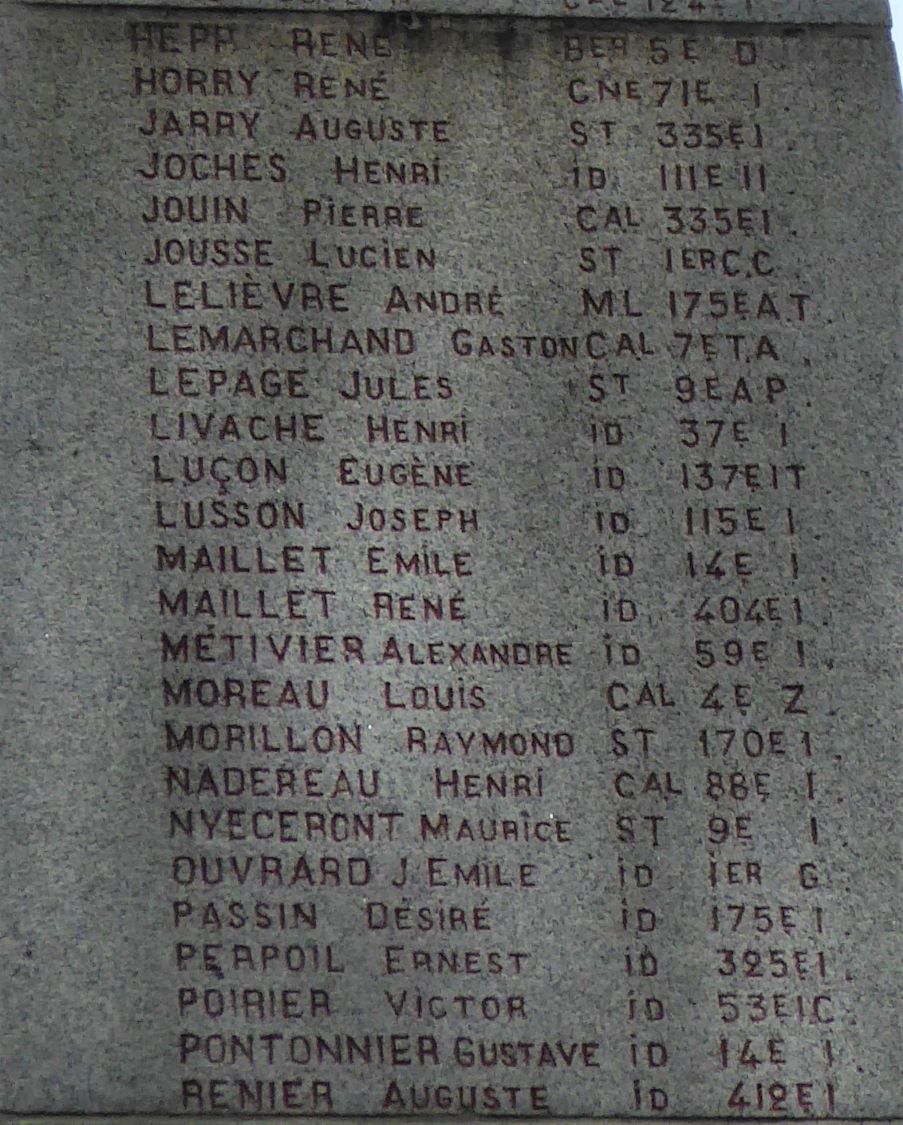 CAL 124E I
HEPP RENÉ BER 5E D
HORRY RENÉ CNE 71E I
JARRY AUGUSTE ST 335E I
JOCHES HENRI ID 111E 11
JOUIN PIERRE CAL 335E I
JOUSSE LUCIEN ST 1ER C.C
LELIÈVRE ANDRÉ ML 175E A T
LEMARCHAND GASTON CAL 7E T.A
LEPAGE JULES ST 9E A P
LIVACHE HENRI ID 37E I
LUÇON EUGÈNE ID 137E IT
LUSSON JOSEPH ID 115E I
MAILLET EMILE ID 14E I
MAILLET RENÉ ID 404E I
MÉTIVIER ALEXANDRE ID 59E I
MOREAU LOUIS CAL 4E Z
MORILLON RAYMOND ST 170E I
NADEREAU HENRI CAL 88E I
NYECERONT MAURICE ST 9E I
OUVRARD J EMILE ID 1ER G
PASSIN DÉSIRÉ ID 175E I
PERPOIL ERNEST ID 325E I
POIRIER VICTOR ID 53E I C
PONTONNIER GUSTAVE ID 14E I
RENIER AUGUSTE ID 412E I